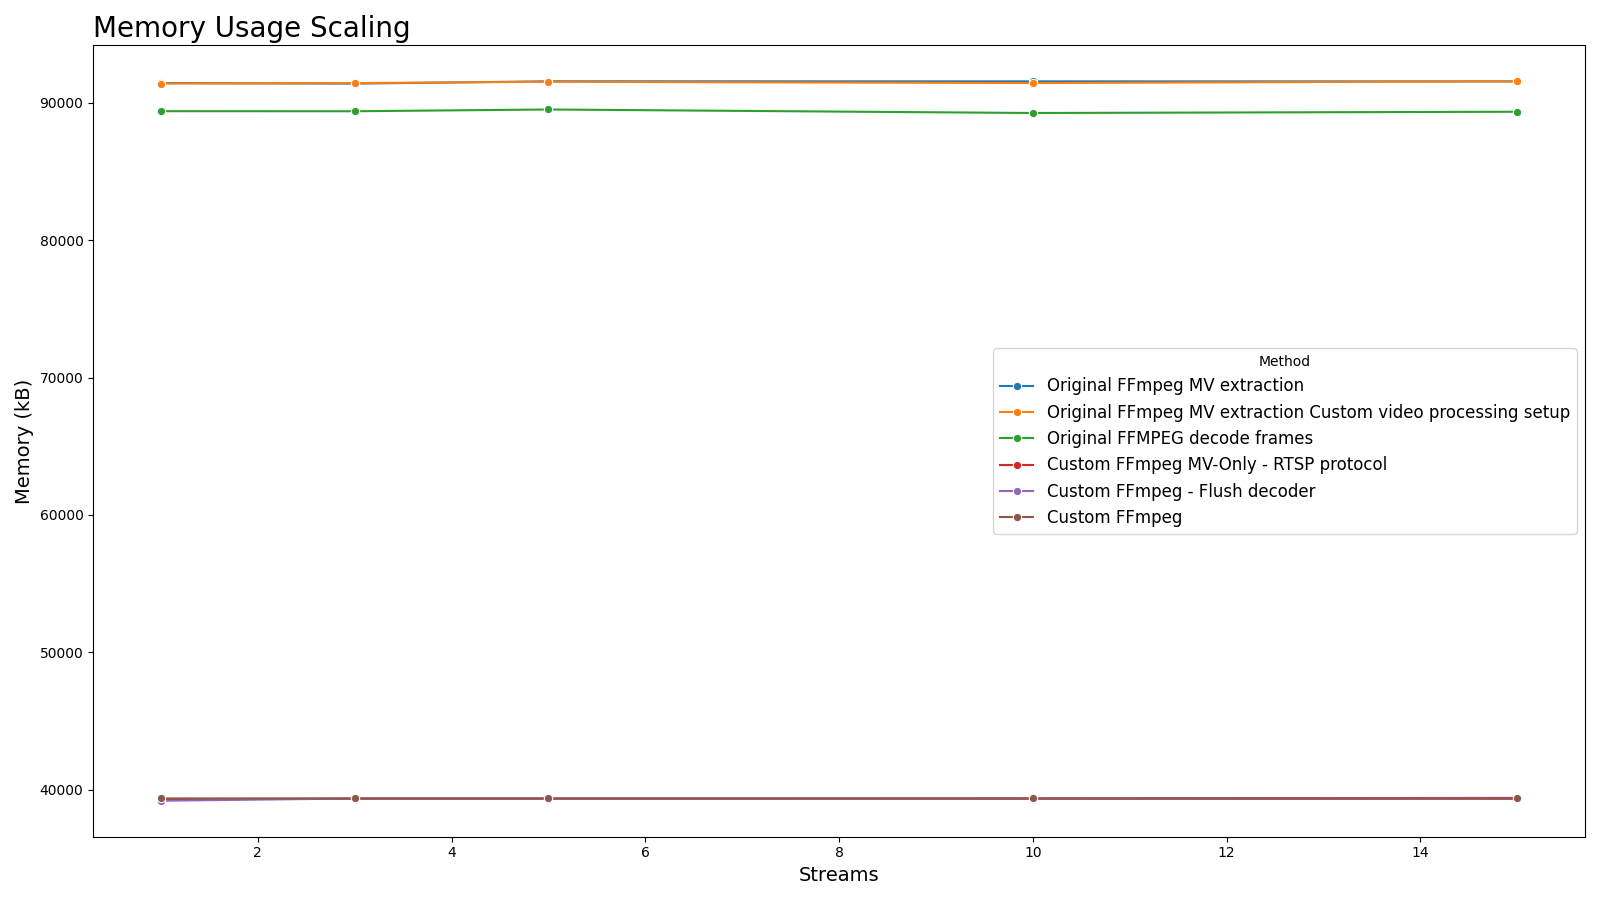 Memory Usage Scaling
Memory (kB)
90000
80000
70000
60000
50000
40000
Method
Original FFmpeg MV extraction
Original FFmpeg MV extraction Custom video processing setup
Original FFMPEG decode frames
Custom FFmpeg MV-Only - RTSP protocol
Custom FFmpeg - Flush decoder
Custom FFmpeg
2 4 6 8 10 12 14
Streams